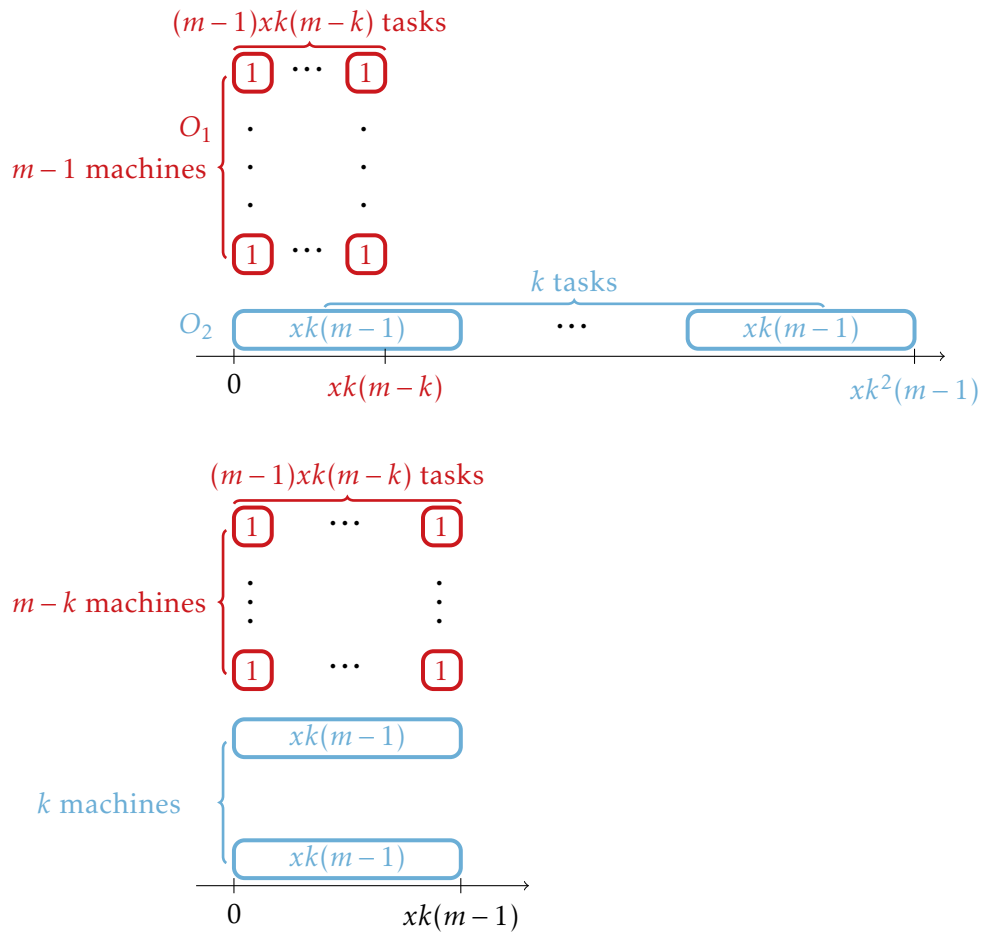 (m − 1)xk(m − k) tasks
1 ··· 1
O₁
m − 1 machines
1 ··· 1
k tasks
O₂ xk(m − 1) ··· xk(m − 1)
0 xk(m − k) xk²(m − 1)
(m − 1)xk(m − k) tasks
1 ··· 1
m − k machines
1 ··· 1
xk(m − 1)
k machines
xk(m − 1)
0 xk(m − 1)